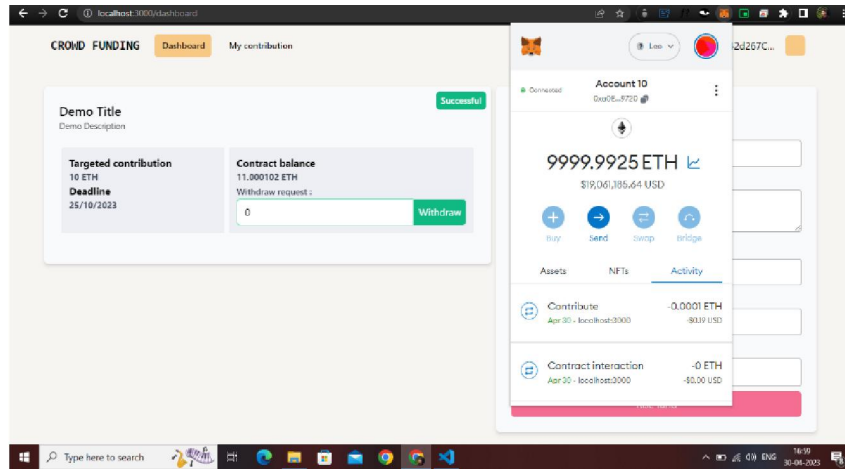 localhost:3000/dashboard
CROWD FUNDING
Dashboard
My contribution
2d267C...
Successful
Demo Title
Demo Description
Targeted contribution
10 ETH
Deadline
25/10/2023
Contract balance
11.000102 ETH
Withdraw request :
0
Withdraw
Leo
Connected
Account 10
9999.9925 ETH
$19,061,185.64 USD
Buy
Send
Swap
Bridge
Assets
NFTs
Activity
Contribute
-0.0001 ETH
Apr 30 - localhost:3000
-$0.19 USD
Contract interaction
-0 ETH
Apr 30 - localhost:3000
-$0.00 USD
Type here to search
ENG
16:59
30-04-2023